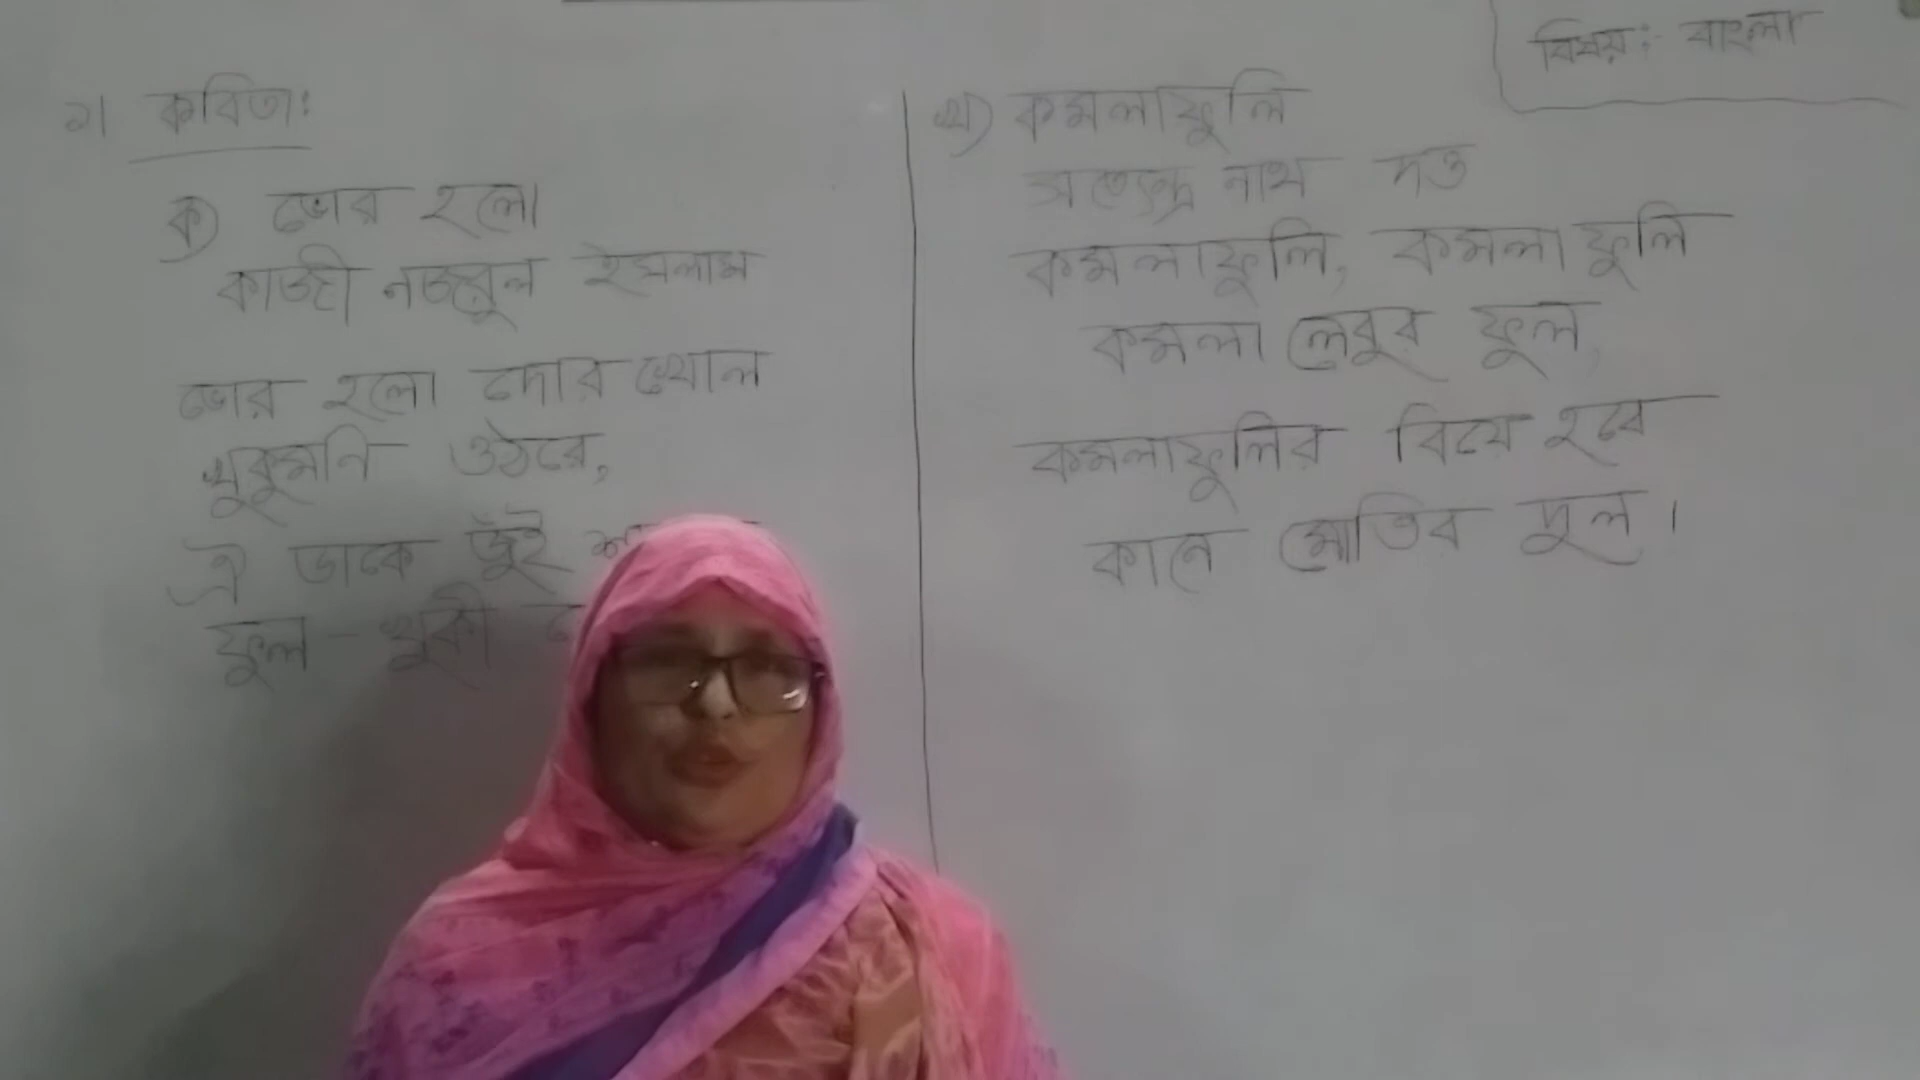 বিষয়:- বাংলা
১। কবিতা:
ক) ভোর হলো
কাজী নজরুল ইসলাম
ভোর হলো দোর খোল
খুকুমনি ওঠরে,
ঐ ডাকে জুঁই
ফুল - খুকী
খ) কমলাফুলি
সত্যেন্দ্র নাথ দত্ত
কমলাফুলি, কমলা ফুলি
কমলা লেবুর ফুল,
কমলাফুলির বিয়ে হবে
কানে মোতির দুল।